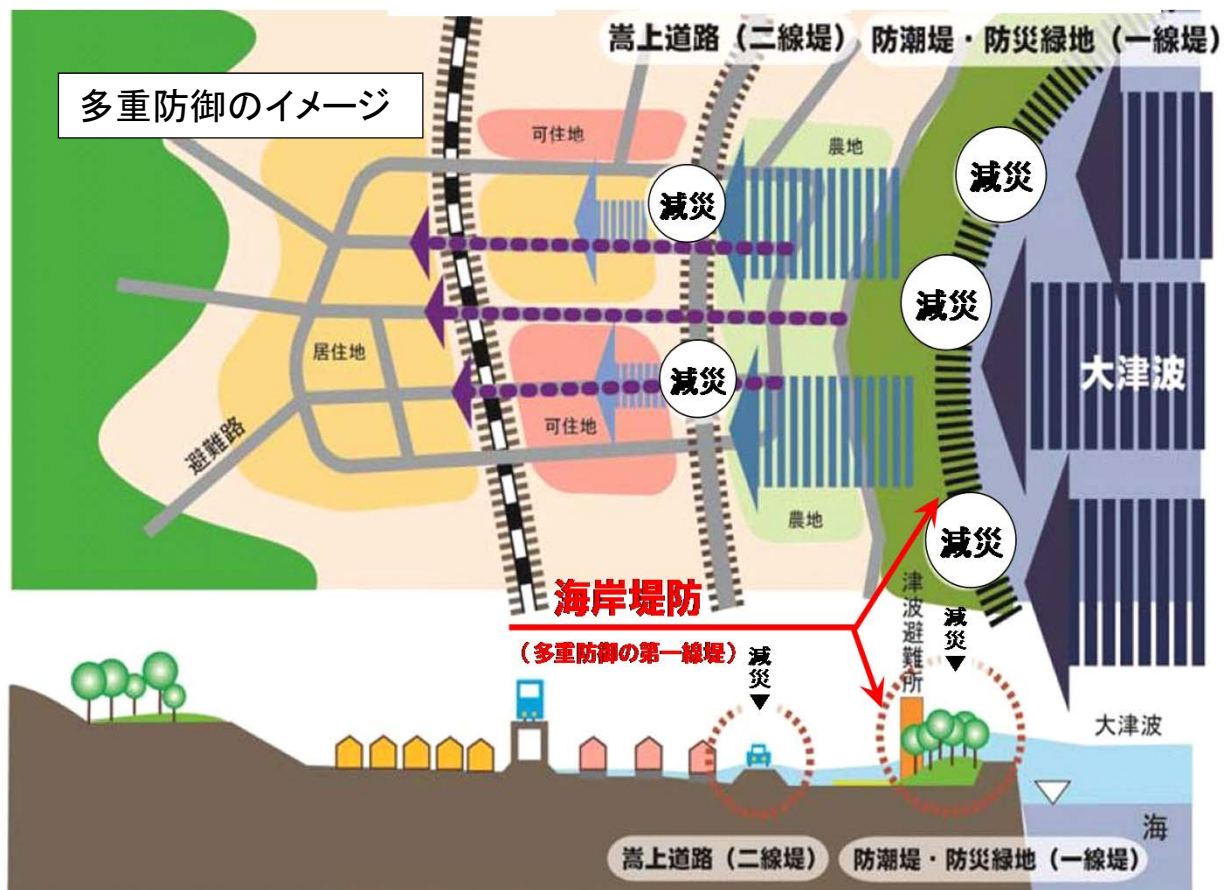 嵩上道路（二線堤）
防潮堤・防災緑地（一線堤）
多重防御のイメージ
可住地
農地
減災
減災
減災
減災
大津波
居住地
可住地
避難路
農地
減災
海岸堤防
（多重防御の第一線堤）
減災
津波避難所
減災
大津波
海
嵩上道路（二線堤）
防潮堤・防災緑地（一線堤）